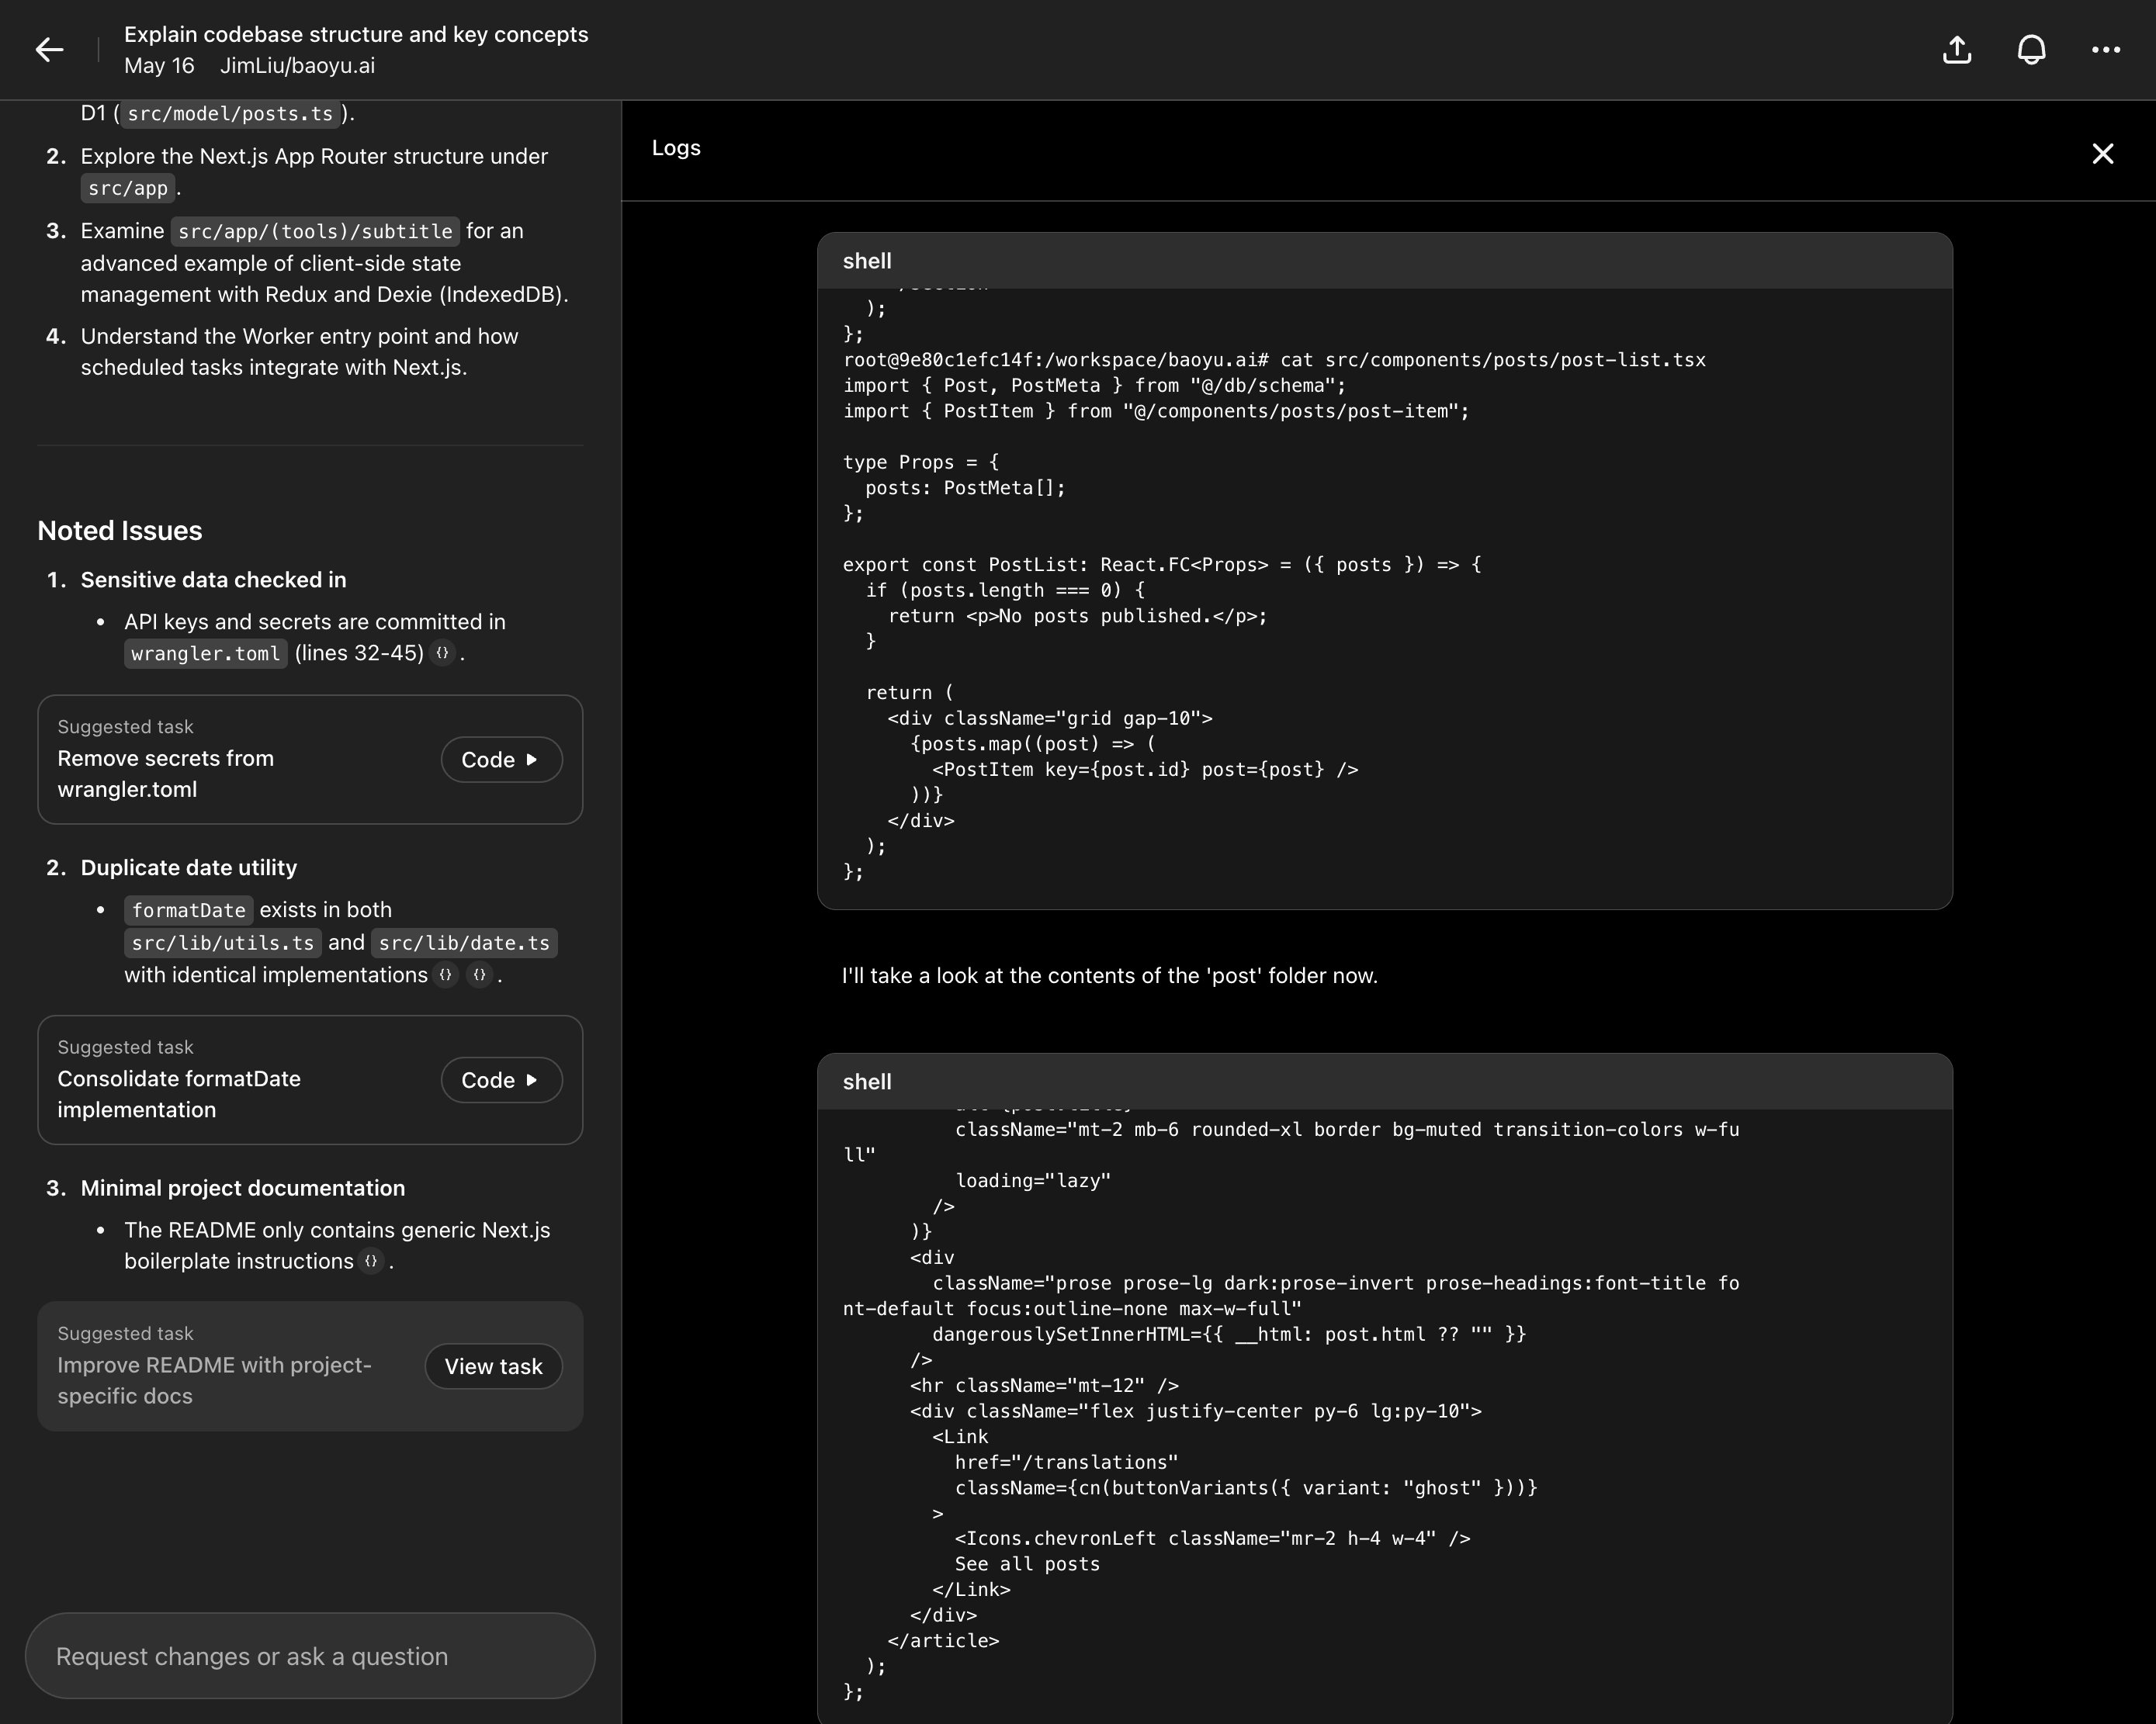 Explain codebase structure and key concepts
May 16 JimLiu/baoyu.ai
D1 ( src/model/posts.ts ).
2. Explore the Next.js App Router structure under
src/app .
3. Examine src/app/(tools)/subtitle for an
advanced example of client-side state
management with Redux and Dexie (IndexedDB).
4. Understand the Worker entry point and how
scheduled tasks integrate with Next.js.
Noted Issues
1. Sensitive data checked in
• API keys and secrets are committed in
wrangler.toml (lines 32-45) {} .
Suggested task
Remove secrets from
wrangler.toml
Code
2. Duplicate date utility
• formatDate exists in both
src/lib/utils.ts and src/lib/date.ts
with identical implementations {} {} .
Suggested task
Consolidate formatDate
implementation
Code
3. Minimal project documentation
• The README only contains generic Next.js
boilerplate instructions {} .
Suggested task
Improve README with project-
specific docs
View task
Request changes or ask a question
Logs
shell
);
};
root@9e80c1efc14f:/workspace/baoyu.ai# cat src/components/posts/post-list.tsx
import { Post, PostMeta } from "@/db/schema";
import { PostItem } from "@/components/posts/post-item";
type Props = {
posts: PostMeta[];
};
export const PostList: React.FC<Props> = ({ posts }) => {
if (posts.length === 0) {
return <p>No posts published.</p>;
}
return (
<div className="grid gap-10">
{posts.map((post) => (
<PostItem key={post.id} post={post} />
))}
</div>
);
};
I'll take a look at the contents of the 'post' folder now.
shell
className="mt-2 mb-6 rounded-xl border bg-muted transition-colors w-fu
ll"
loading="lazy"
/>
)}
<div
className="prose prose-lg dark:prose-invert prose-headings:font-title fo
nt-default focus:outline-none max-w-full"
dangerouslySetInnerHTML={{ __html: post.html ?? "" }}
/>
<hr className="mt-12" />
<div className="flex justify-center py-6 lg:py-10">
<Link
href="/translations"
className={cn(buttonVariants({ variant: "ghost" }))}
>
<Icons.chevronLeft className="mr-2 h-4 w-4" />
See all posts
</Link>
</div>
</article>
);
};